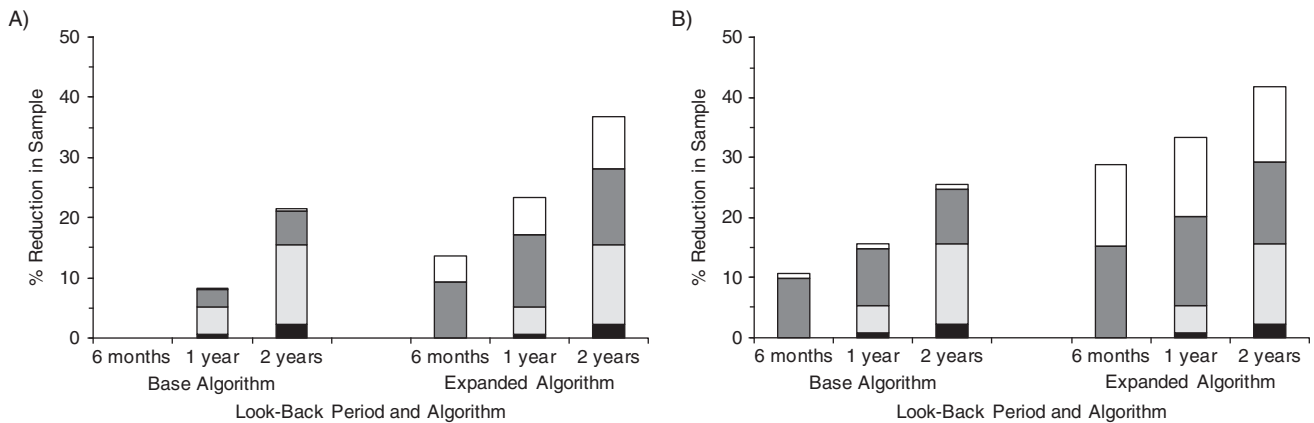 A)
50
40
30
20
10
0
% Reduction in Sample
6 months 1 year 2 years 6 months 1 year 2 years
Base Algorithm Expanded Algorithm
Look-Back Period and Algorithm
B)
50
40
30
20
10
0
% Reduction in Sample
6 months 1 year 2 years 6 months 1 year 2 years
Base Algorithm Expanded Algorithm
Look-Back Period and Algorithm